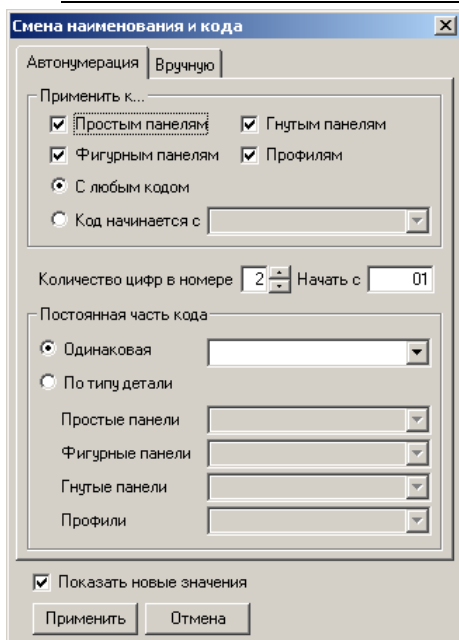 Смена наименования и кода
Автонумерация Вручную
Применить к...
Простым панелям Гнутым панелям
Фигурным панелям Профилям
С любым кодом
Код начинается с
Количество цифр в номере 2 Начать с 01
Постоянная часть кода
Одинаковая
По типу детали
Простые панели
Фигурные панели
Гнутые панели
Профили
Показать новые значения
Применить Отмена